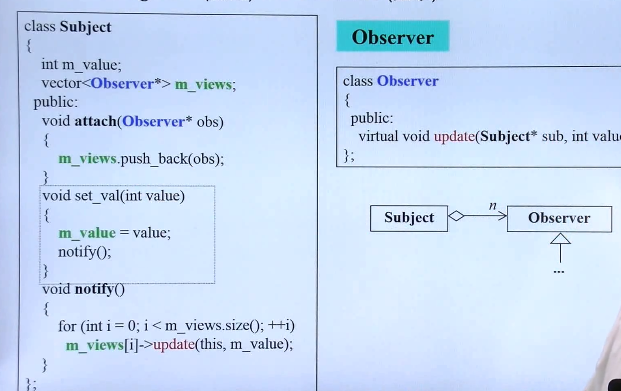 class Subject
{
int m_value;
vector<Observer*> m_views;
public:
void attach(Observer* obs)
{
m_views.push_back(obs);
}
void set_val(int value)
{
m_value = value;
notify();
}
void notify()
{
for (int i = 0; i < m_views.size(); ++i)
m_views[i]->update(this, m_value);
}
};
Observer
class Observer
{
public:
virtual void update(Subject* sub, int valu
};
Subject
n
Observer
...